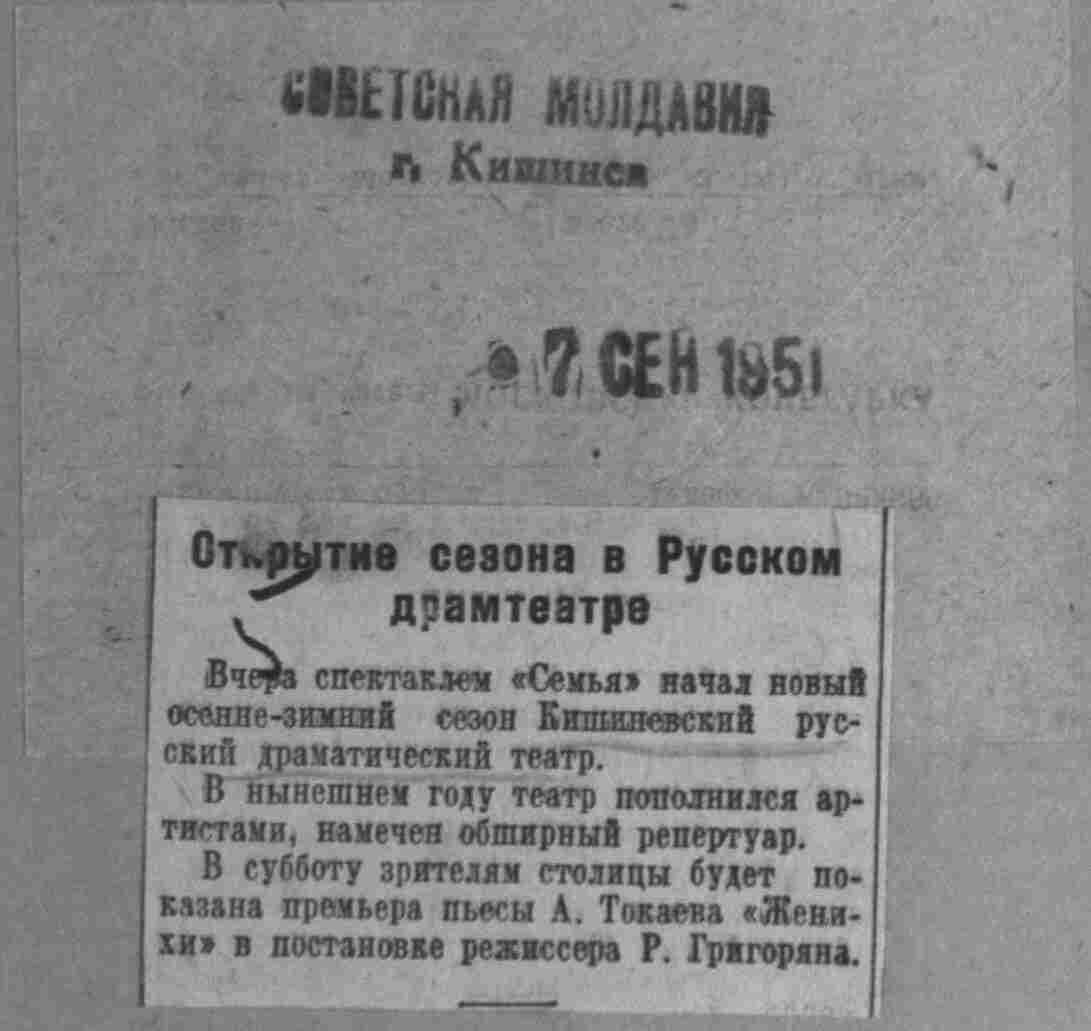 СОВЕТСКАЯ МОЛДАВИЯ
г. Кишинев
7 СЕН 1951
Открытие сезона в Русском
драмтеатре
Вчера спектаклем «Семья» начал новый
осенне-зимний сезон Кишиневский рус-
ский драматический театр.
В нынешнем году театр пополнился ар-
тистами, намечен обширный репертуар.
В субботу зрителям столицы будет по-
казана премьера пьесы А. Токаева «Жени-
хи» в постановке режиссера Р. Григоряна.